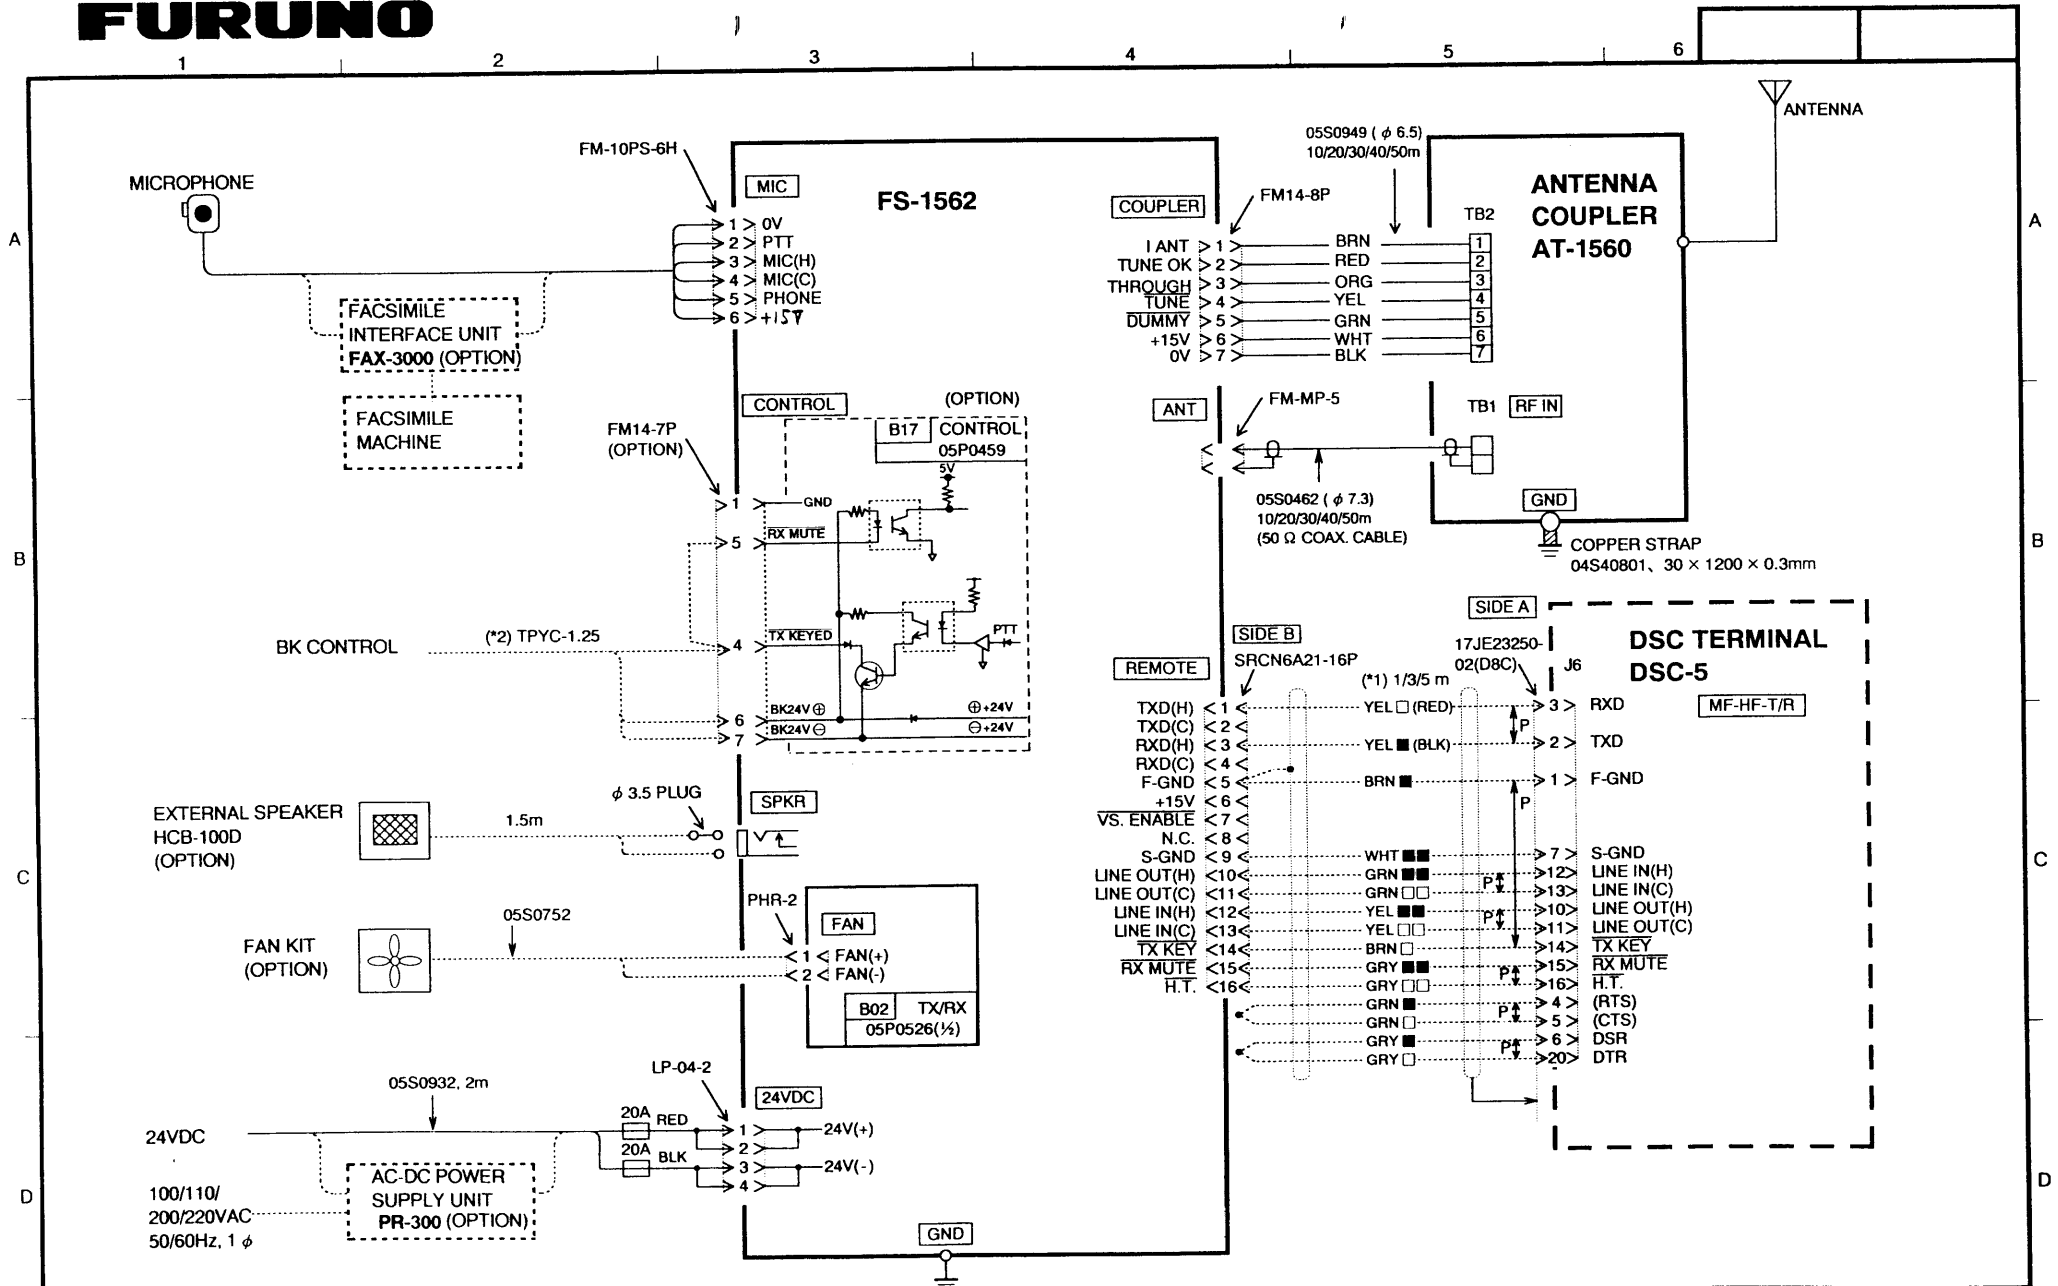 FURUNO
1 2 3 4 5 6
A
B
C
D
A
B
C
D
MICROPHONE
FM-10PS-6H
MIC
1 0V
2 PTT
3 MIC(H)
4 MIC(C)
5 PHONE
6 +15V
FACSIMILE
INTERFACE UNIT
FAX-3000 (OPTION)
FACSIMILE
MACHINE
FS-1562
CONTROL
(OPTION)
B17 CONTROL
05P0459
FM14-7P
(OPTION)
5V
1 GND
5 RX MUTE
BK CONTROL
(*2) TPYC-1.25
4 TX KEYED
PTT
6 BK24V ⊕ ⊕+24V
7 BK24V ⊖ ⊖+24V
EXTERNAL SPEAKER
HCB-100D
(OPTION)
1.5m
φ 3.5 PLUG
SPKR
FAN KIT
(OPTION)
05S0752
PHR-2
FAN
1 FAN(+)
2 FAN(-)
B02 TX/RX
05P0526(½)
LP-04-2
24VDC
05S0932, 2m
24VDC
20A RED
20A BLK
1 24V(+)
2
3 24V(-)
4
AC-DC POWER
SUPPLY UNIT
PR-300 (OPTION)
100/110/
200/220VAC
50/60Hz, 1 φ
GND
COUPLER
FM14-8P
05S0949 ( φ 6.5)
10/20/30/40/50m
ANTENNA
ANTENNA
COUPLER
AT-1560
TB2
I ANT 1 BRN 1
TUNE OK 2 RED 2
THROUGH 3 ORG 3
TUNE 4 YEL 4
DUMMY 5 GRN 5
+15V 6 WHT 6
0V 7 BLK 7
ANT
FM-MP-5
TB1 RF IN
05S0462 ( φ 7.3)
10/20/30/40/50m
(50 Ω COAX. CABLE)
GND
COPPER STRAP
04S40801、30 × 1200 × 0.3mm
SIDE A
SIDE B
SRCN6A21-16P
REMOTE
(*1) 1/3/5 m
17JE23250-
02(D8C)
J6
DSC TERMINAL
DSC-5
MF-HF-T/R
TXD(H) 1 YEL □ (RED) 3 RXD
TXD(C) 2
P
RXD(H) 3 YEL ■ (BLK) 2 TXD
RXD(C) 4
F-GND 5 BRN ■ 1 F-GND
+15V 6
P
VS. ENABLE 7
N.C. 8
S-GND 9 WHT ■■ 7 S-GND
LINE OUT(H) 10 GRN ■■ 12 LINE IN(H)
P
LINE OUT(C) 11 GRN □□ 13 LINE IN(C)
LINE IN(H) 12 YEL ■■ 10 LINE OUT(H)
P
LINE IN(C) 13 YEL □□ 11 LINE OUT(C)
TX KEY 14 BRN □ 14 TX KEY
RX MUTE 15 GRY ■■ 15 RX MUTE
P
H.T. 16 GRY □□ 16 H.T.
GRN ■ 4 (RTS)
P
GRN □ 5 (CTS)
GRY ■ 6 DSR
P
GRY □ 20 DTR